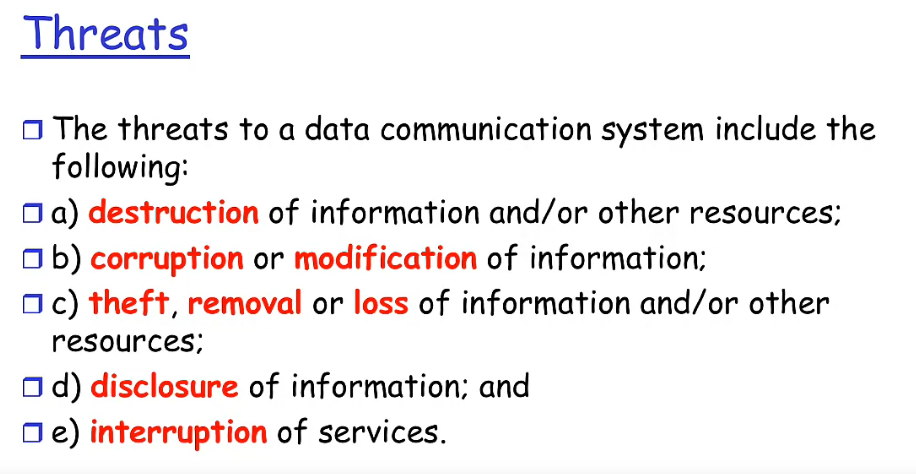 Threats
The threats to a data communication system include the
following:
a) destruction of information and/or other resources;
b) corruption or modification of information;
c) theft, removal or loss of information and/or other
resources;
d) disclosure of information; and
e) interruption of services.